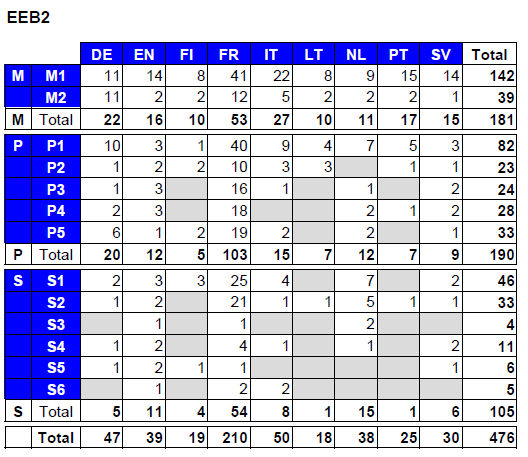 EEB2
DE EN FI FR IT LT NL PT SV Total
M M1 11 14 8 41 22 8 9 15 14 142
M2 11 2 2 12 5 2 2 2 1 39
M Total 22 16 10 53 27 10 11 17 15 181
P P1 10 3 1 40 9 4 7 5 3 82
P2 1 2 2 10 3 3 1 1 23
P3 1 3 16 1 1 2 24
P4 2 3 18 2 1 2 28
P5 6 1 2 19 2 2 1 33
P Total 20 12 5 103 15 7 12 7 9 190
S S1 2 3 3 25 4 7 2 46
S2 1 2 21 1 1 5 1 1 33
S3 1 1 2 4
S4 1 2 4 1 1 2 11
S5 1 2 1 1 1 6
S6 1 2 2 5
S Total 5 11 4 54 8 1 15 1 6 105
Total 47 39 19 210 50 18 38 25 30 476